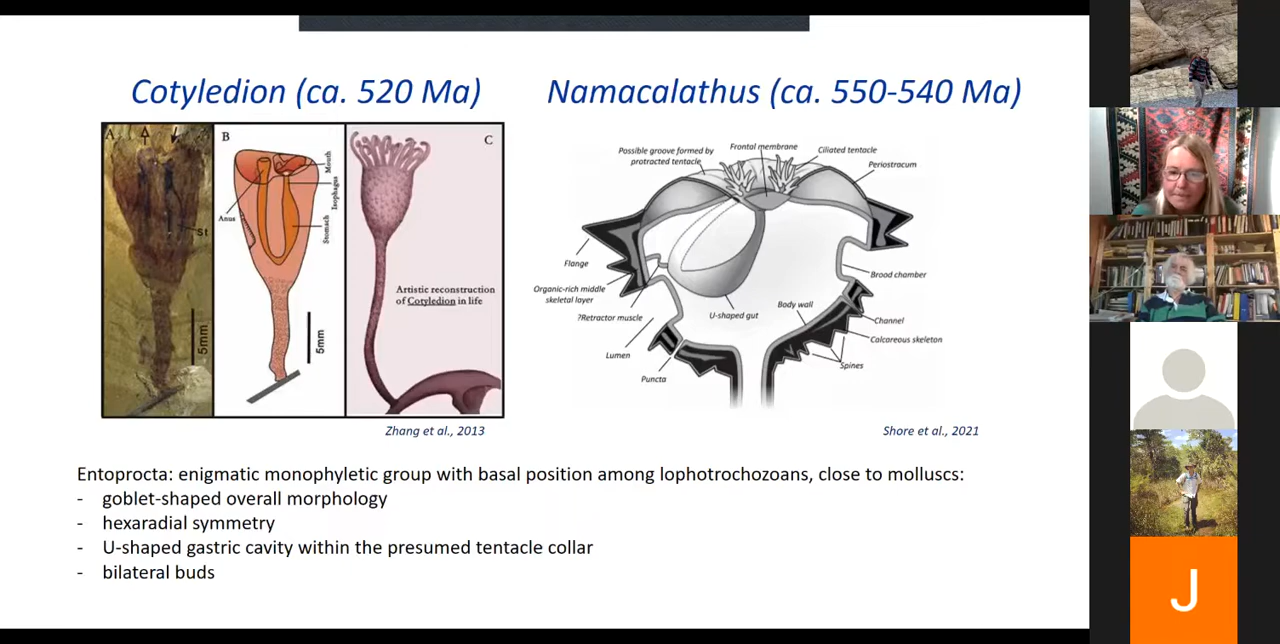 Cotyledion (ca. 520 Ma)
Namacalathus (ca. 550-540 Ma)
A
St
5mm
B
Mouth
Isophagus
Anus
Stomach
5mm
C
Artistic reconstruction
of Cotyledion in life
Zhang et al., 2013
Possible groove formed by
protracted tentacle
Frontal membrane
Ciliated tentacle
Periostracum
Flange
Organic-rich middle
skeletal layer
?Retractor muscle
Lumen
Puncta
U-shaped gut
Body wall
Brood chamber
Channel
Calcareous skeleton
Spines
Shore et al., 2021
Entoprocta: enigmatic monophyletic group with basal position among lophotrochozoans, close to molluscs:
- goblet-shaped overall morphology
- hexaradial symmetry
- U-shaped gastric cavity within the presumed tentacle collar
- bilateral buds
J